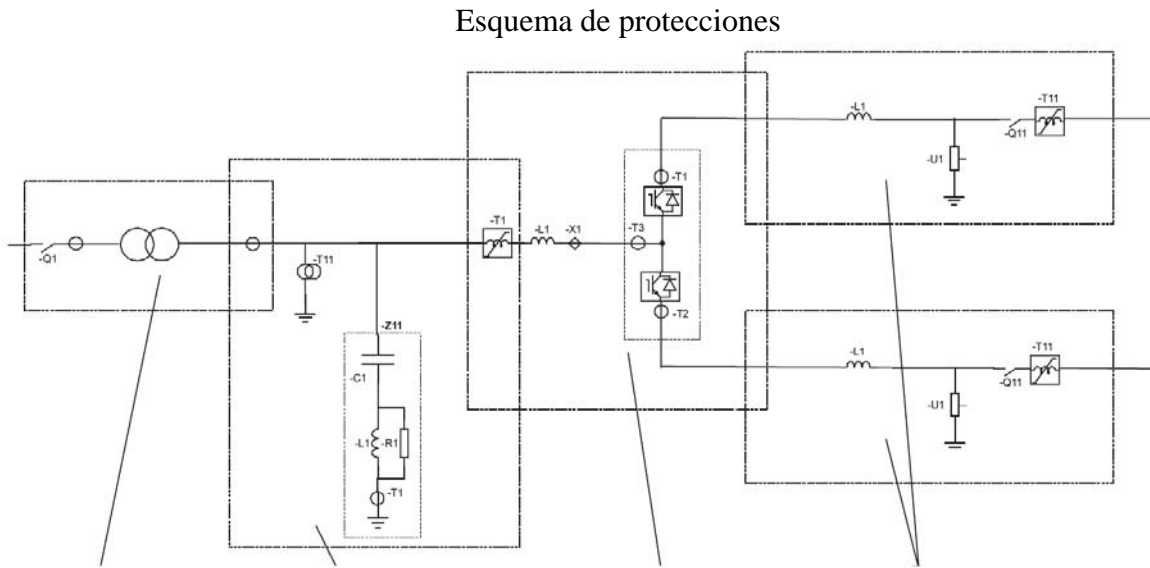 Esquema de protecciones
-L1
-T11
-Q11
-U1
-T1
-T1
-L1
-X1
-T3
-Q1
-T11
-T2
-Z11
-C1
-L1
-T11
-Q11
-U1
-L1
-R1
-T1